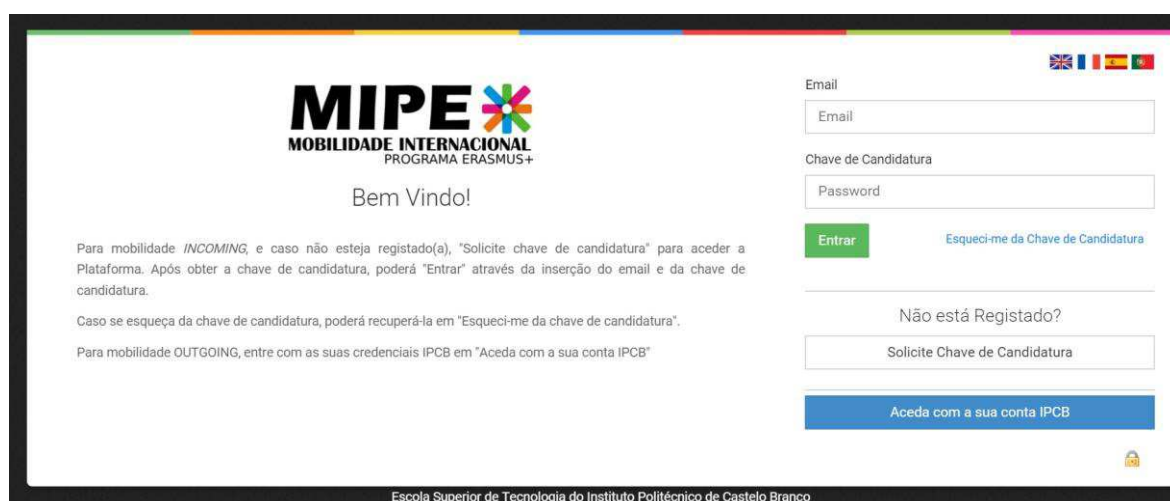 MIPE
MOBILIDADE INTERNACIONAL
PROGRAMA ERASMUS+
Bem Vindo!
Para mobilidade INCOMING, e caso não esteja registado(a), "Solicite chave de candidatura" para aceder a
Plataforma. Após obter a chave de candidatura, poderá "Entrar" através da inserção do email e da chave de
candidatura.
Caso se esqueça da chave de candidatura, poderá recuperá-la em "Esqueci-me da chave de candidatura".
Para mobilidade OUTGOING, entre com as suas credenciais IPCB em "Aceda com a sua conta IPCB"
Email
Email
Chave de Candidatura
Password
Entrar
Esqueci-me da Chave de Candidatura
Não está Registado?
Solicite Chave de Candidatura
Aceda com a sua conta IPCB
Escola Superior de Tecnologia do Instituto Politécnico de Castelo Branco